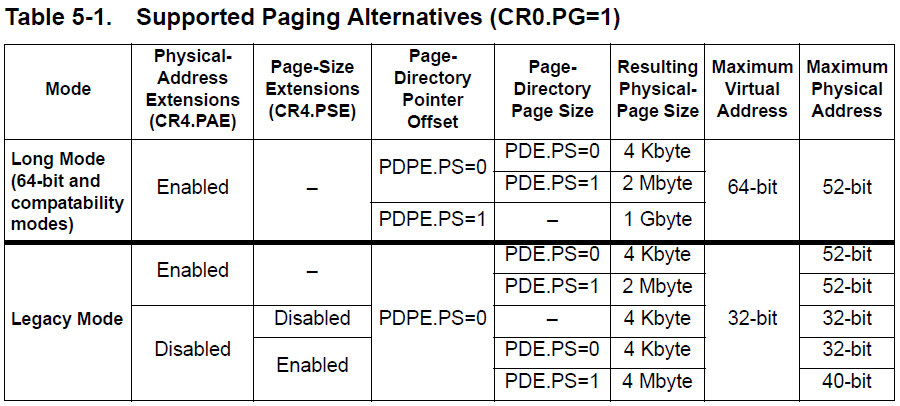 Table 5-1. Supported Paging Alternatives (CR0.PG=1)
Mode
Physical-
Address
Extensions
(CR4.PAE)
Page-Size
Extensions
(CR4.PSE)
Page-
Directory
Pointer
Offset
Page-
Directory
Page Size
Resulting
Physical-
Page Size
Maximum
Virtual
Address
Maximum
Physical
Address
Long Mode
(64-bit and
compatability
modes)
Enabled
–
PDPE.PS=0
PDE.PS=0
4 Kbyte
64-bit
52-bit
PDE.PS=1
2 Mbyte
PDPE.PS=1
–
1 Gbyte
Legacy Mode
Enabled
–
PDPE.PS=0
PDE.PS=0
4 Kbyte
32-bit
52-bit
PDE.PS=1
2 Mbyte
52-bit
Disabled
Disabled
–
4 Kbyte
32-bit
Enabled
PDE.PS=0
4 Kbyte
32-bit
PDE.PS=1
4 Mbyte
40-bit